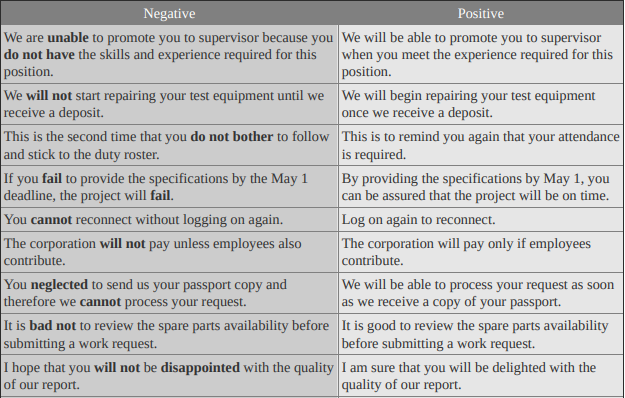 Negative
Positive
We are unable to promote you to supervisor because you
do not have the skills and experience required for this
position.
We will be able to promote you to supervisor
when you meet the experience required for this
position.
We will not start repairing your test equipment until we
receive a deposit.
We will begin repairing your test equipment
once we receive a deposit.
This is the second time that you do not bother to follow
and stick to the duty roster.
This is to remind you again that your attendance
is required.
If you fail to provide the specifications by the May 1
deadline, the project will fail.
By providing the specifications by May 1, you
can be assured that the project will be on time.
You cannot reconnect without logging on again.
Log on again to reconnect.
The corporation will not pay unless employees also
contribute.
The corporation will pay only if employees
contribute.
You neglected to send us your passport copy and
therefore we cannot process your request.
We will be able to process your request as soon
as we receive a copy of your passport.
It is bad not to review the spare parts availability before
submitting a work request.
It is good to review the spare parts availability
before submitting a work request.
I hope that you will not be disappointed with the quality
of our report.
I am sure that you will be delighted with the
quality of our report.